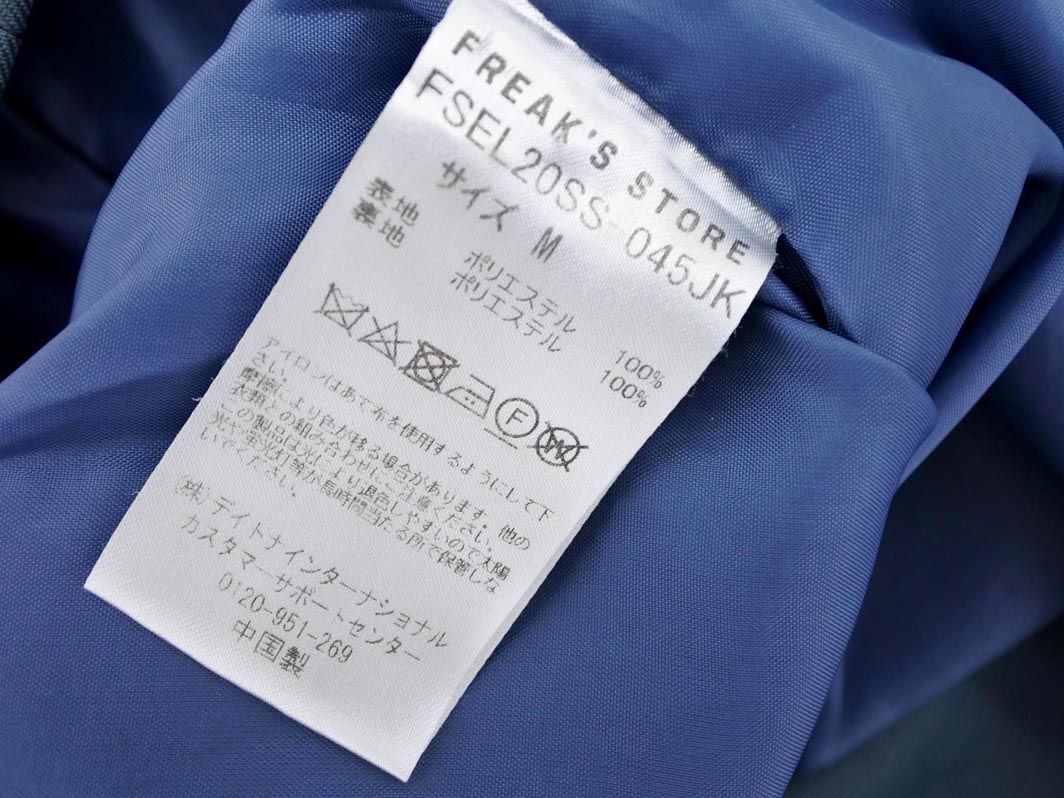 FREAK'S STORE
FSEL20SS-045JK
サイズ M
表地 ポリエステル 100%
裏地 ポリエステル 100%
F W
アイロンはあて布を使用するようにして下
さい。
摩擦により色が移る場合があります。他の
衣類との組み合わせにご注意ください。
この製品は光により退色しやすいので太陽
光や蛍光灯等が長時間当たる所で保管しな
いでください。
(株)デイトナインターナショナル
カスタマーサポートセンター
0120-951-269
中国製